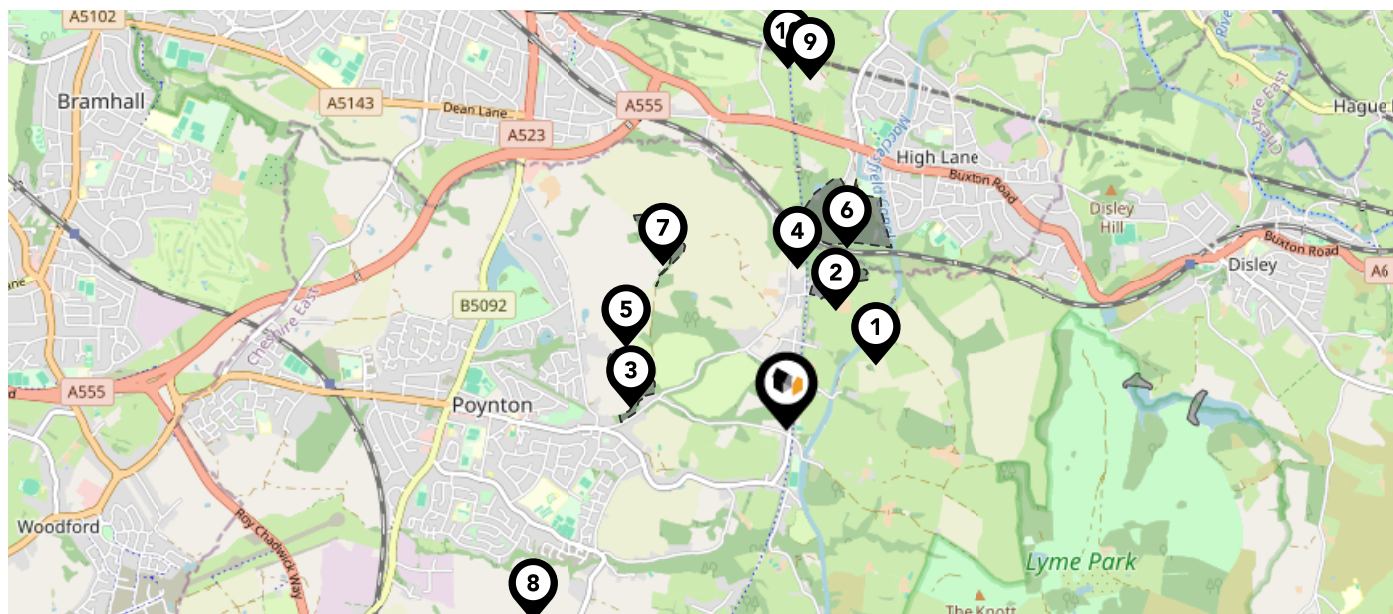 A5102
Bramhall
A5143
Dean Lane
A555
A523
1
9
River
Cheshire East
Hague
Macclesfield Canal
High Lane
Buxton Road
Disley
Hill
Buxton Road
Disley
A6
7
4
6
2
5
1
3
B5092
Cheshire East
A555
Poynton
Woodford
Roy Chadwick Way
8
Lyme Park
The Knott